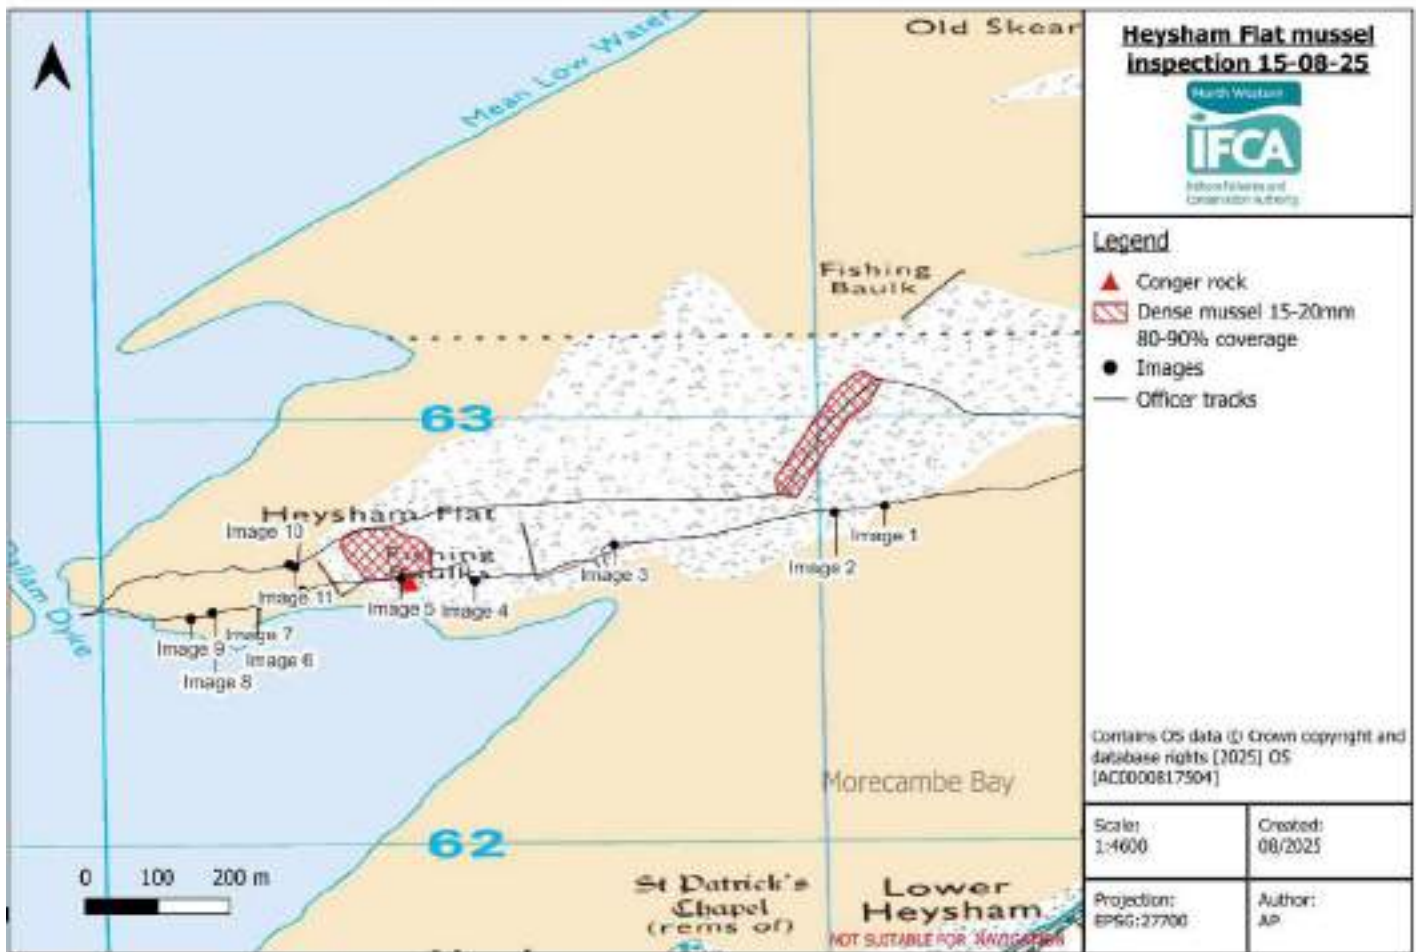 Old Skear
Mean Low Water
Fishing
Baulk
63
Heysham Flat
Image 10
Fishing
Baulks
Image 11
Image 5
Image 4
Image 3
Image 2
Image 1
Image 7
Image 9
Image 6
Image 8
Dyke
Morecambe Bay
62
0 100 200 m
St Patrick's
Chapel
(rems of)
Lower
Heysham
NOT SUITABLE FOR NAVIGATION
Heysham Flat mussel
inspection 15-08-25
North Western
IFCA
Inshore Fisheries and
Conservation Authority
Legend
Conger rock
Dense mussel 15-20mm
80-90% coverage
Images
Officer tracks
Contains OS data © Crown copyright and
database rights [2025] OS
[AC0000817504]
Scale:
1:4600
Created:
08/2025
Projection:
EPSG:27700
Author:
AP